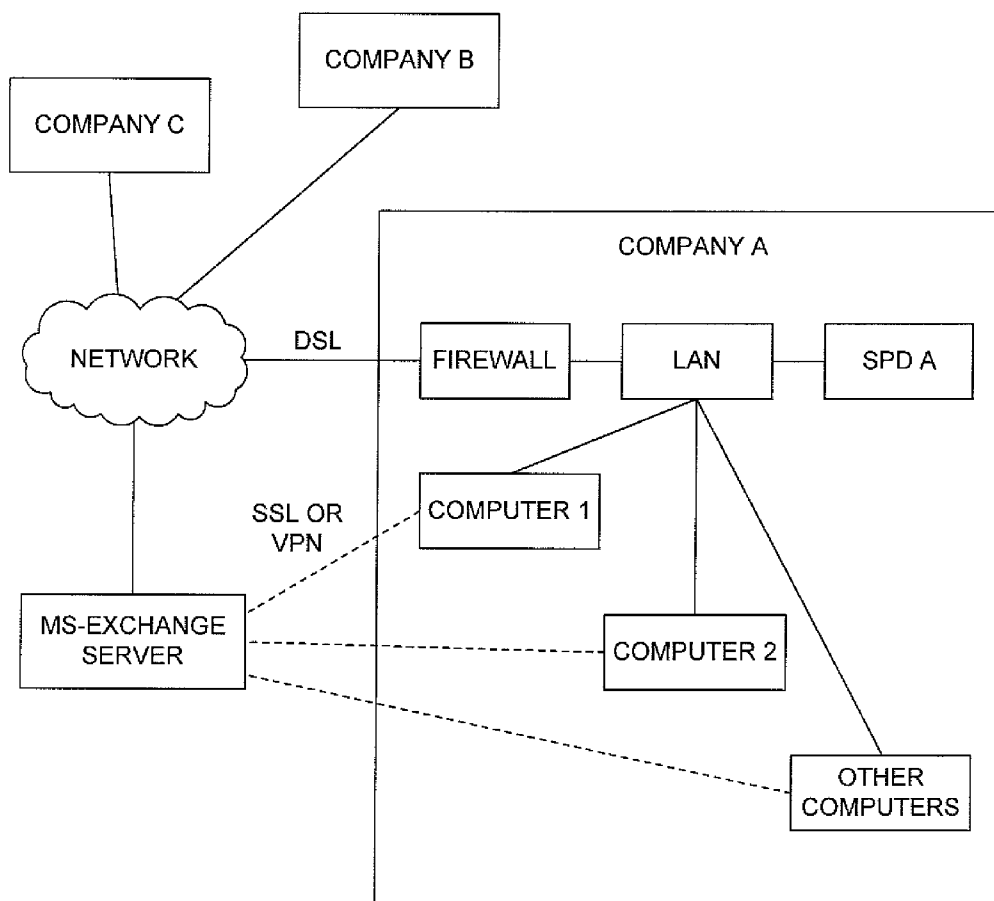 COMPANY B
COMPANY C
COMPANY A
NETWORK
DSL
FIREWALL
LAN
SPD A
COMPUTER 1
SSL OR
VPN
MS-EXCHANGE
SERVER
COMPUTER 2
OTHER
COMPUTERS